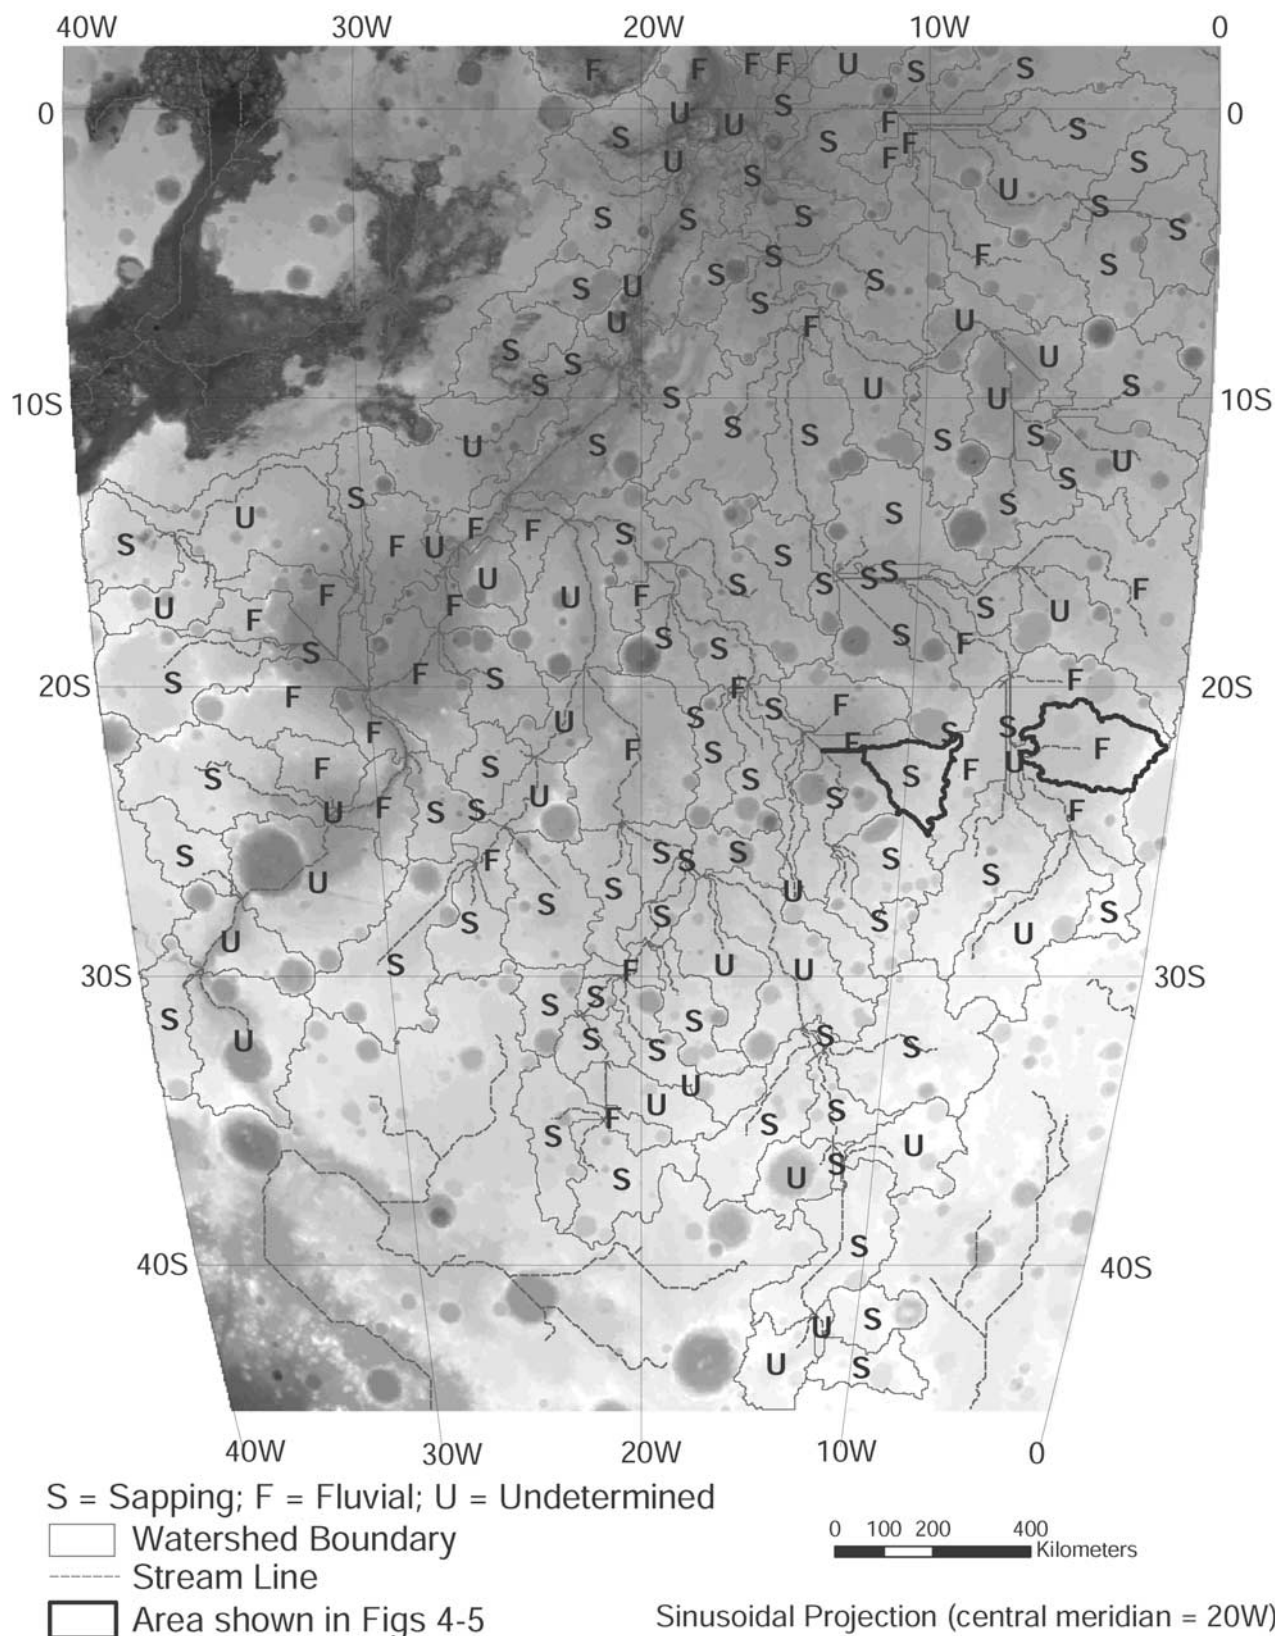 40W 30W 20W 10W 0
F F F F U S S
0 U S 0
S U F S
S F S
U F S
S U
S S S S S
S F
S S S
S U S S
S
U F U
S U
S S
S U U S
10S S 10S
S S S S
U S U
S
S S
U S
F F
S F U S
S S
U S S S F
F F S
U F F S U
S F S S F
S F S S F
20S S F 20S
F S S F
F U S S
F S F
S F S S F U
S S
U S
U F S S F
F S S S
S U S U S
S S
S S S
U U
S F U U
30S 30S
S S
S S S
U S S S
U U
F S
S S U
S U S
S
40S 40S
U S
U S
40W 30W 20W 10W 0
S = Sapping; F = Fluvial; U = Undetermined
Watershed Boundary
Stream Line
Area shown in Figs 4-5
0 100 200 400
Kilometers
Sinusoidal Projection (central meridian = 20W)